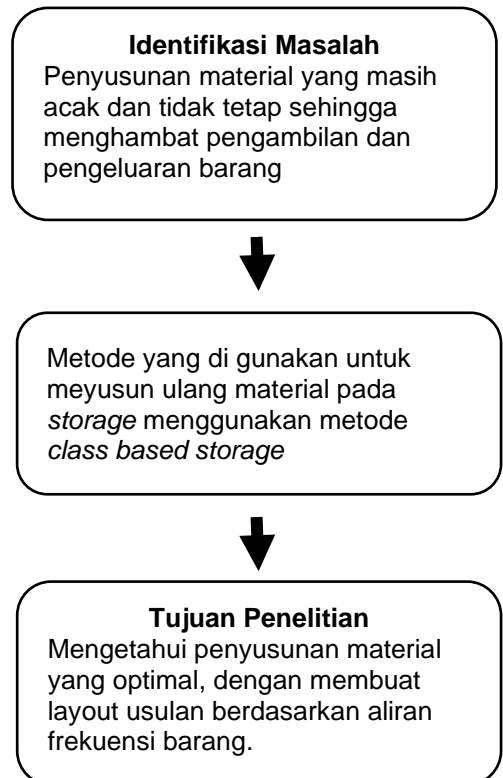 Identifikasi Masalah
Penyusunan material yang masih
acak dan tidak tetap sehingga
menghambat pengambilan dan
pengeluaran barang
Metode yang di gunakan untuk
meyusun ulang material pada
storage menggunakan metode
class based storage
Tujuan Penelitian
Mengetahui penyusunan material
yang optimal, dengan membuat
layout usulan berdasarkan aliran
frekuensi barang.